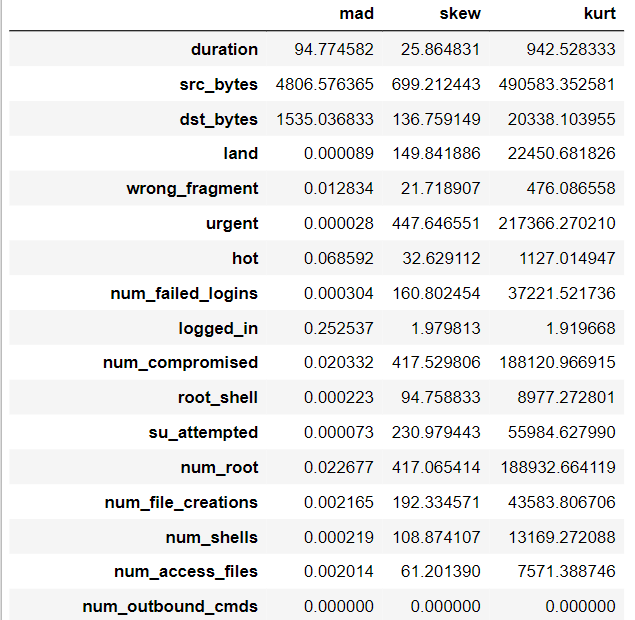 mad skew kurt
duration 94.774582 25.864831 942.528333
src_bytes 4806.576365 699.212443 490583.352581
dst_bytes 1535.036833 136.759149 20338.103955
land 0.000089 149.841886 22450.681826
wrong_fragment 0.012834 21.718907 476.086558
urgent 0.000028 447.646551 217366.270210
hot 0.068592 32.629112 1127.014947
num_failed_logins 0.000304 160.802454 37221.521736
logged_in 0.252537 1.979813 1.919668
num_compromised 0.020332 417.529806 188120.966915
root_shell 0.000223 94.758833 8977.272801
su_attempted 0.000073 230.979443 55984.627990
num_root 0.022677 417.065414 188932.664119
num_file_creations 0.002165 192.334571 43583.806706
num_shells 0.000219 108.874107 13169.272088
num_access_files 0.002014 61.201390 7571.388746
num_outbound_cmds 0.000000 0.000000 0.000000